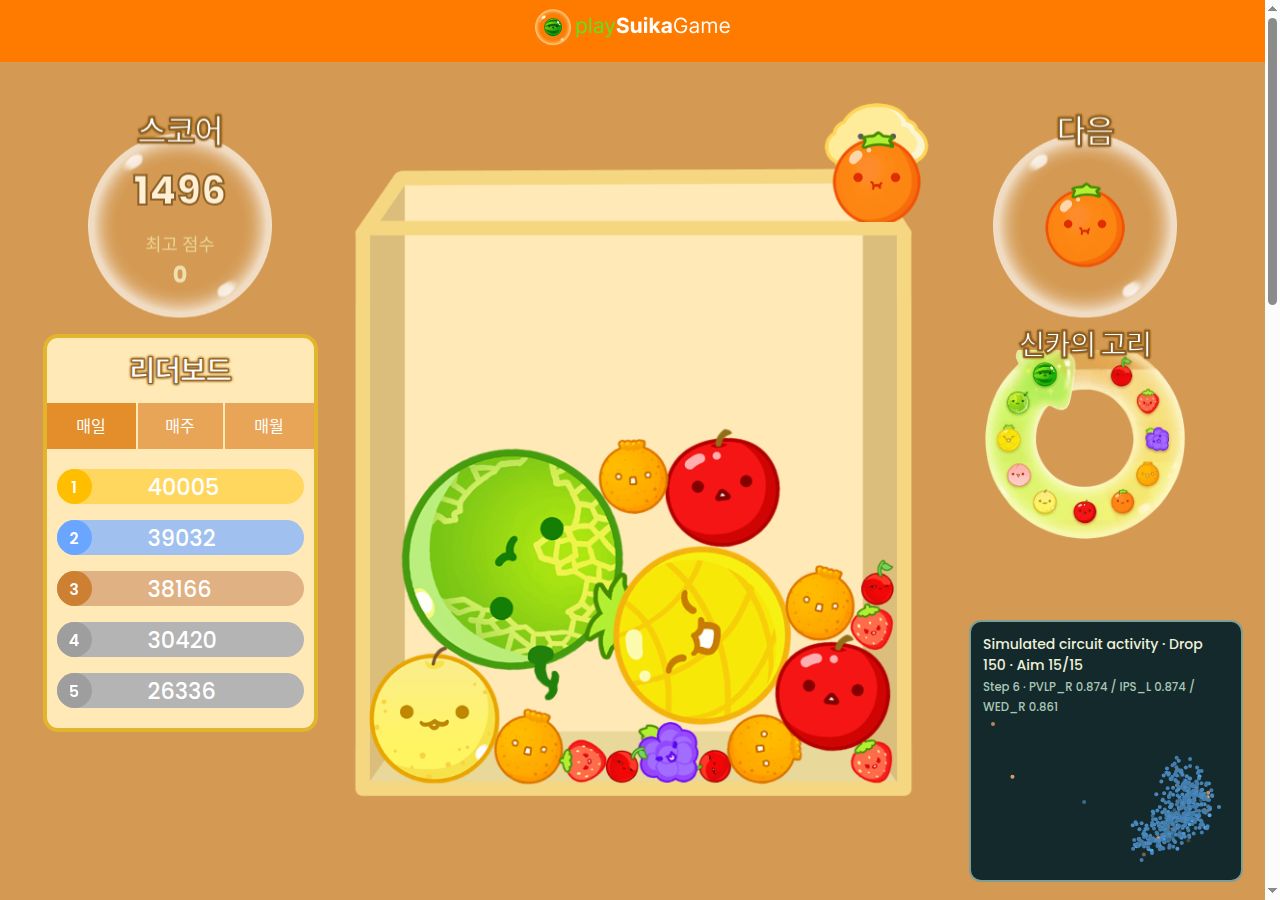 playSuikaGame
스코어
1496
최고 점수
0
리더보드
매일 매주 매월
1 40005
2 39032
3 38166
4 30420
5 26336
다음
신카의 고리
Simulated circuit activity · Drop
150 · Aim 15/15
Step 6 · PVLP_R 0.874 / IPS_L 0.874 /
WED_R 0.861